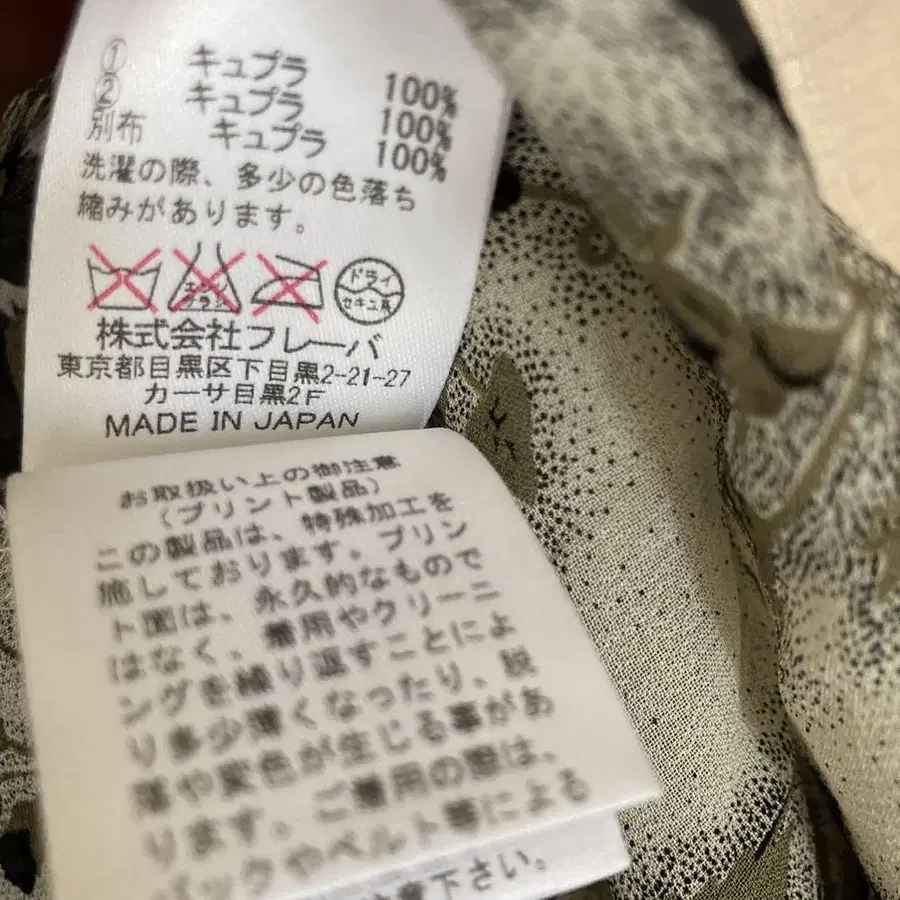 ① キュプラ 100%
② キュプラ 100%
別布 キュプラ 100%
洗濯の際、多少の色落ち
縮みがあります。
エンソ
ドライ
セキユ系
株式会社フレーバ
東京都目黒区下目黒2-21-27
カーサ目黒2F
MADE IN JAPAN
お取扱い上の御注意
(プリント製品)
この製品は、特殊加工を
施しております。プリン
ト面は、永久的なもので
はなく、着用やクリーニ
ングを繰り返すことによ
り多少薄くなったり、脱
落や変色が生じる事があ
ります。ご着用の際は、
バックやベルト等による
注意下さい。